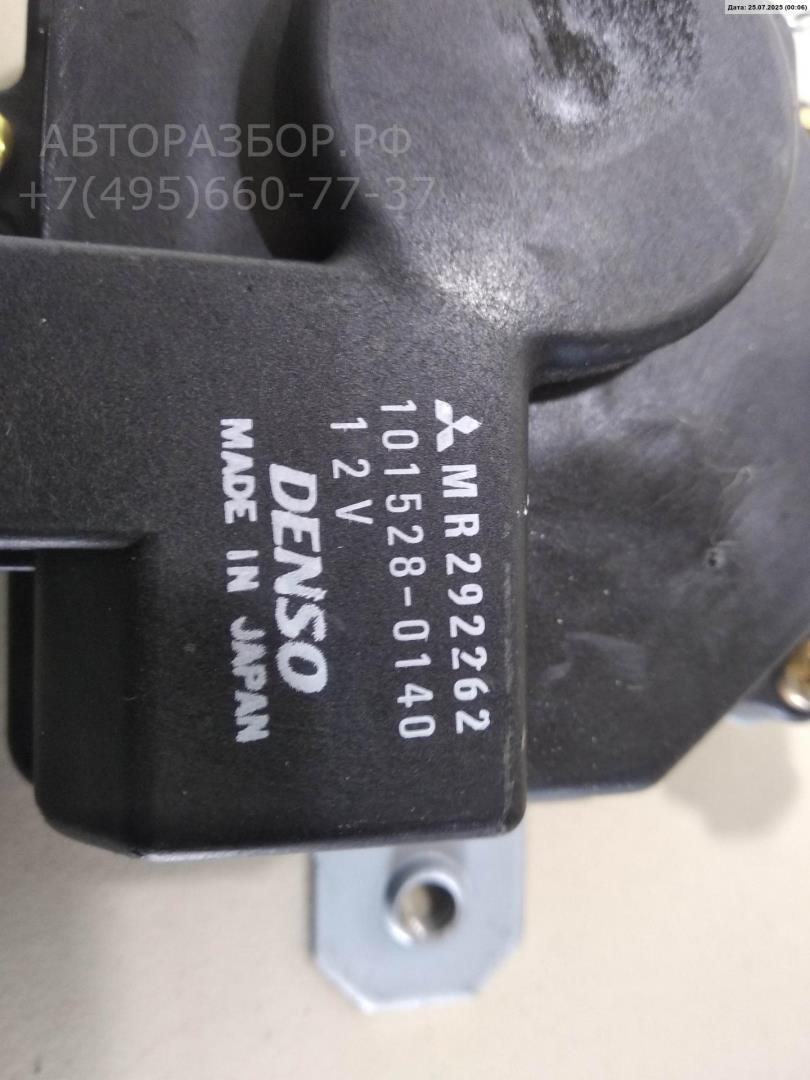 Дата: 25.07.2025 (00:06)
АВТОРАЗБОР.РФ
+7(495)660-77-37
MR292262
101528-0140
12V
DENSO
MADE IN JAPAN